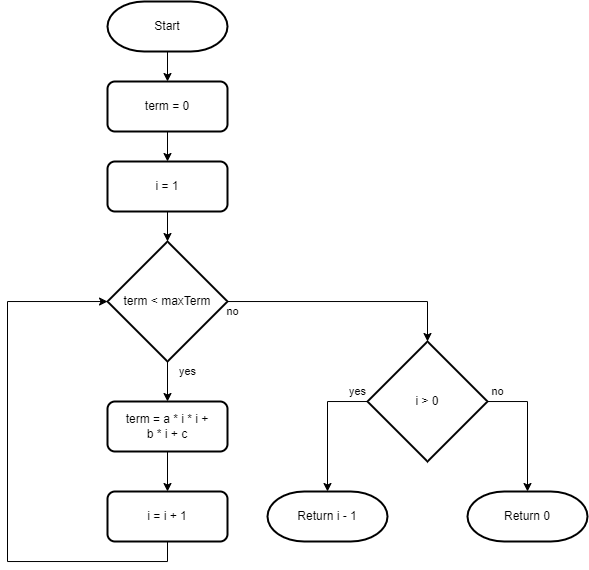 Start
term = 0
i = 1
term < maxTerm
no
yes
term = a * i * i +
b * i + c
i = i + 1
i > 0
yes
no
Return i - 1
Return 0